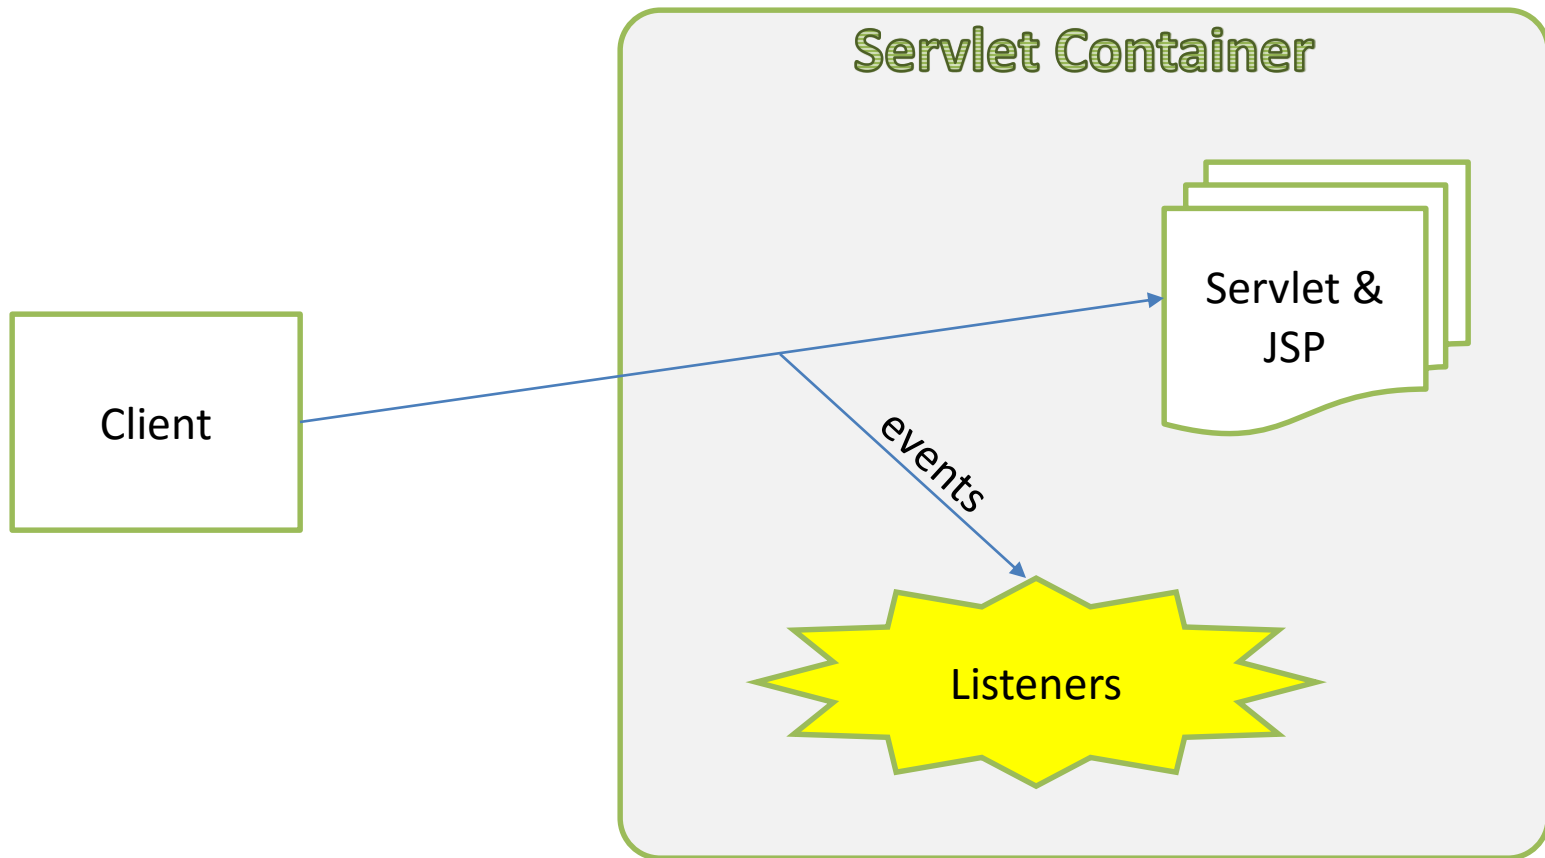 Servlet Container
Servlet &
JSP
Client
events
Listeners